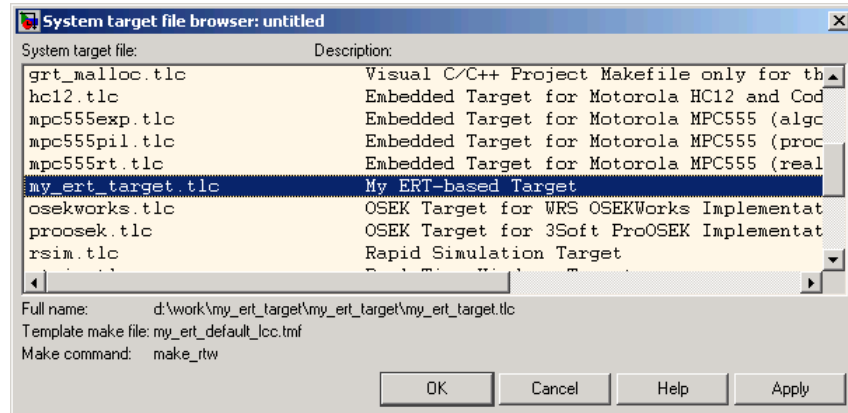 System target file browser: untitled
System target file: Description:
grt_malloc.tlc Visual C/C++ Project Makefile only for th
hc12.tlc Embedded Target for Motorola HC12 and Cod
mpc555exp.tlc Embedded Target for Motorola MPC555 (algo
mpc555pil.tlc Embedded Target for Motorola MPC555 (proc
mpc555rt.tlc Embedded Target for Motorola MPC555 (real
my_ert_target.tlc My ERT-based Target
osekworks.tlc OSEK Target for WRS OSEKWorks Implementat
proosek.tlc OSEK Target for 3Soft ProOSEK Implementat
rsim.tlc Rapid Simulation Target
Full name: d:\work\my_ert_target\my_ert_target\my_ert_target.tlc
Template make file: my_ert_default_lcc.tmf
Make command: make_rtw
OK Cancel Help Apply